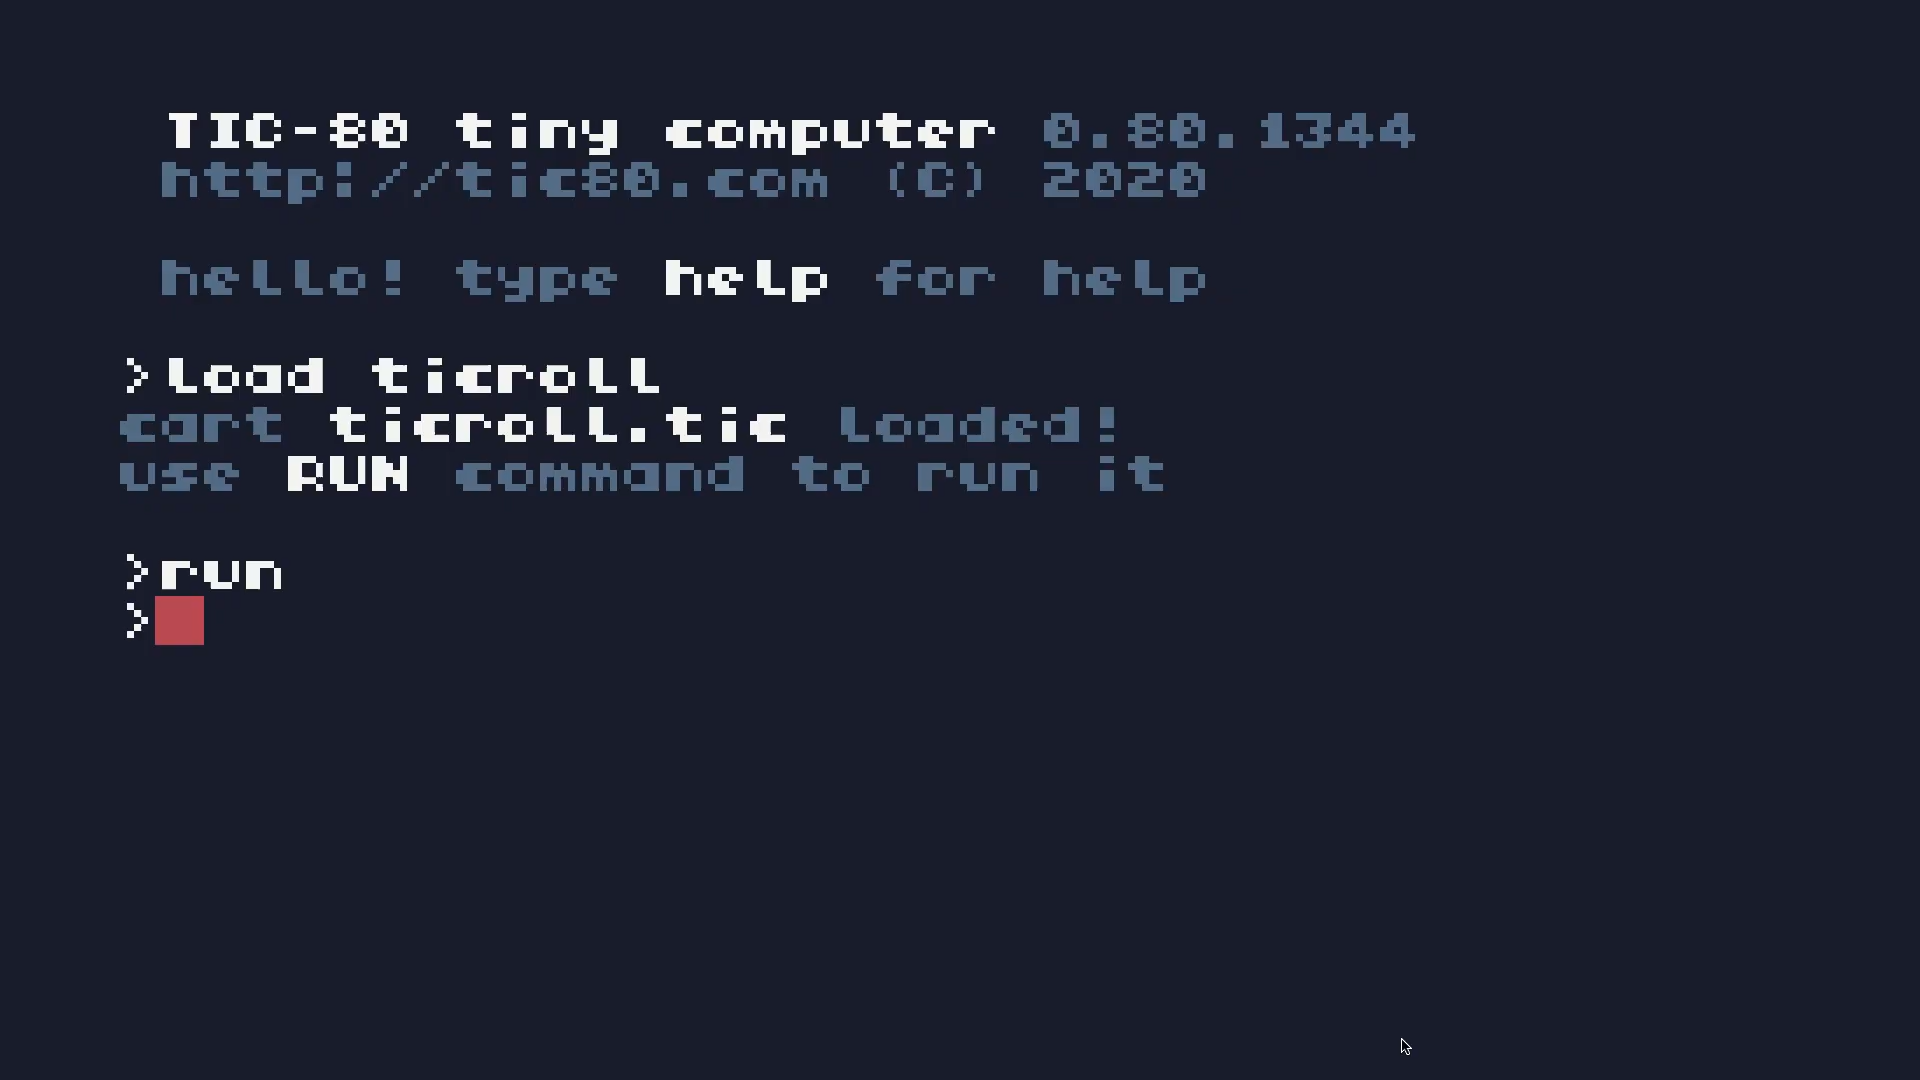 TIC-80 tiny computer 0.80.1344
http://tic80.com (C) 2020
hello! type help for help
>load ticroll
cart ticroll.tic loaded!
use RUN command to run it
>run
>